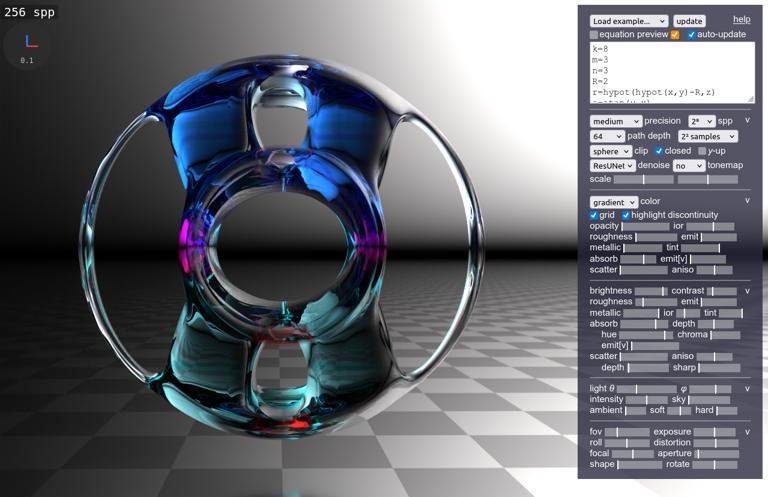 256 spp
0.1
Load example... update help
equation preview auto-update
k=8
m=3
n=3
R=2
r=hypot(hypot(x,y)-R,z)
medium precision 2⁸ spp v
64 path depth 2² samples
sphere clip closed y-up
ResUNet denoise no tonemap
scale
gradient color v
grid highlight discontinuity
opacity ior
roughness emit
metallic tint
absorb emit[v]
scatter aniso
brightness contrast v
roughness emit
metallic ior tint
absorb depth
hue chroma
emit[v]
scatter aniso
depth sharp
light θ φ v
intensity sky
ambient soft hard
fov exposure v
roll distortion
focal aperture
shape rotate